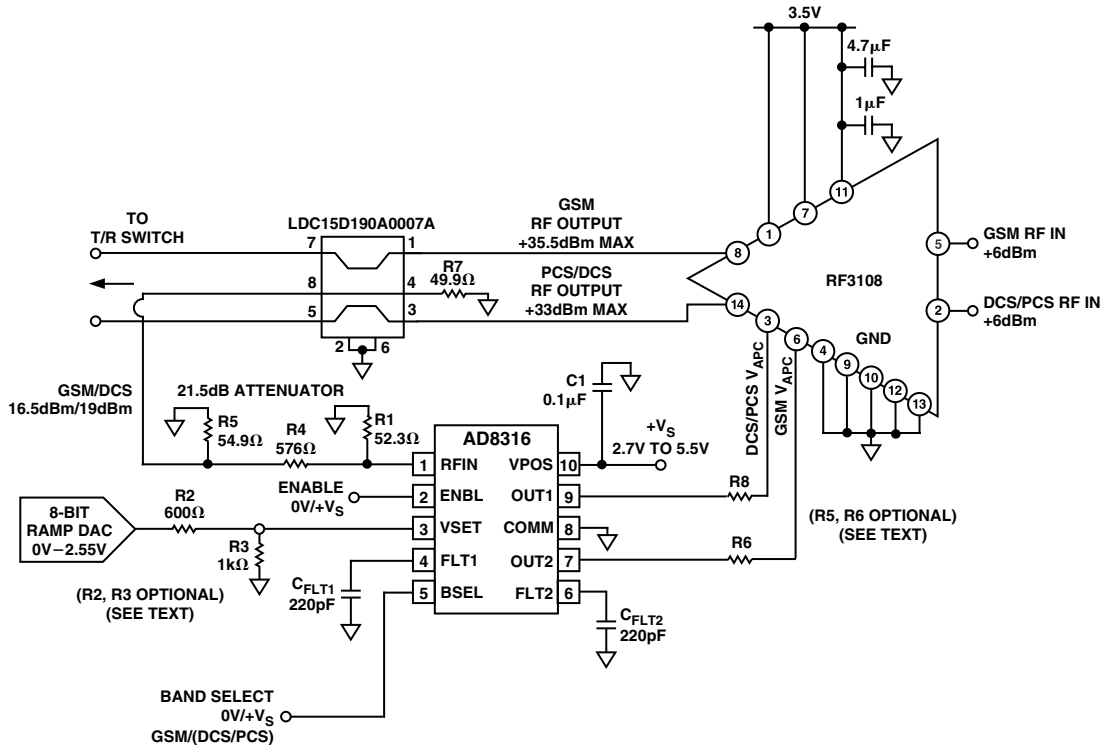 3.5V
4.7µF
1µF
11
7
1
8
14
3
6
4
9
10
12
13
5
2
GSM RF IN
+6dBm
DCS/PCS RF IN
+6dBm
RF3108
GND
TO
T/R SWITCH
LDC15D190A0007A
7
1
8
4
5
3
2
6
GSM
RF OUTPUT
+35.5dBm MAX
R7
49.9Ω
PCS/DCS
RF OUTPUT
+33dBm MAX
DCS/PCS VAPC
GSM VAPC
GSM/DCS
16.5dBm/19dBm
21.5dB ATTENUATOR
R5
54.9Ω
R4
576Ω
R1
52.3Ω
C1
0.1µF
+VS
2.7V TO 5.5V
AD8316
1 RFIN
2 ENBL
3 VSET
4 FLT1
5 BSEL
VPOS 10
OUT1 9
COMM 8
OUT2 7
FLT2 6
ENABLE
0V/+VS
8-BIT
RAMP DAC
0V–2.55V
R2
600Ω
R3
1kΩ
(R2, R3 OPTIONAL)
(SEE TEXT)
CFLT1
220pF
CFLT2
220pF
R8
R6
(R5, R6 OPTIONAL)
(SEE TEXT)
BAND SELECT
0V/+VS
GSM/(DCS/PCS)